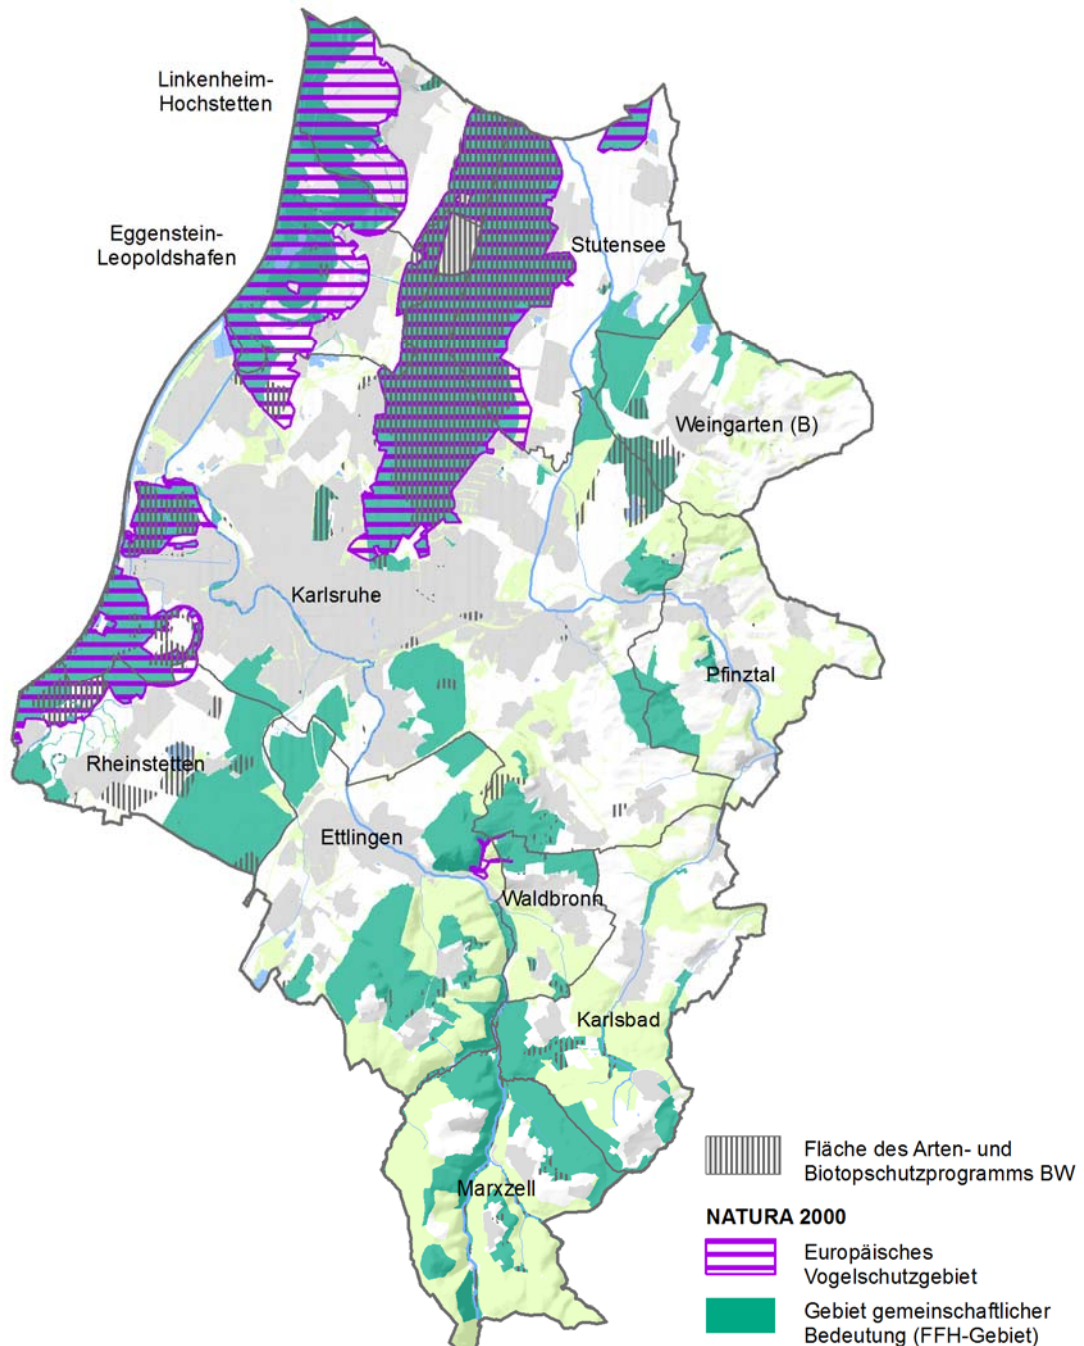 Linkenheim-
Hochstetten
Eggenstein-
Leopoldshafen
Stutensee
Weingarten (B)
Karlsruhe
Pfinztal
Rheinstetten
Ettlingen
Waldbronn
Karlsbad
Marxzell
Fläche des Arten- und
Biotopschutzprogramms BW
NATURA 2000
Europäisches
Vogelschutzgebiet
Gebiet gemeinschaftlicher
Bedeutung (FFH-Gebiet)